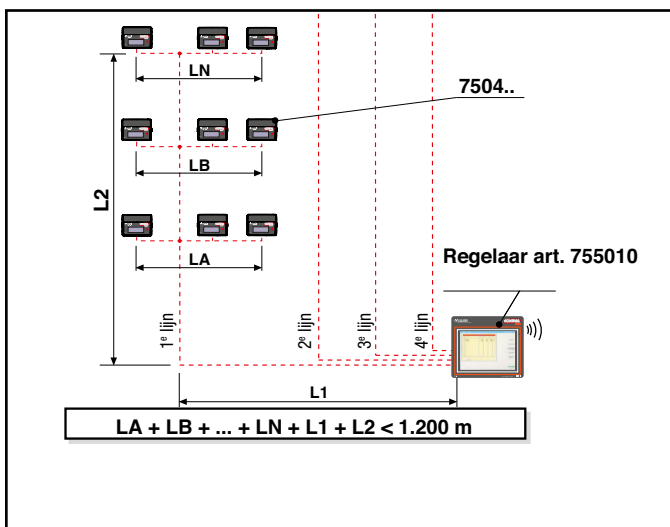 LN
7504..
LB
L2
LA
Regelaar art. 755010
1e lijn
2e lijn
3e lijn
4e lijn
L1
LA + LB + ... + LN + L1 + L2 < 1.200 m